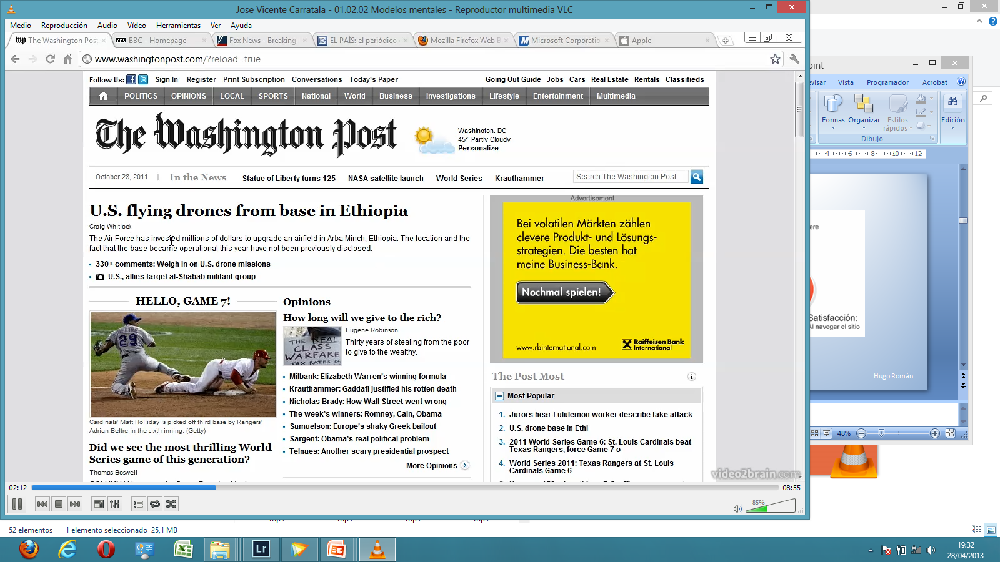 Jose Vicente Carratala - 01.02.02 Modelos mentales - Reproductor multimedia VLC
Medio Reproducción Audio Vídeo Herramientas Ver Ayuda
wp The Washington Post BBC BBC - Homepage Fox News - Breaking EL PAÍS: el periódico Mozilla Firefox Web B Microsoft Corporatio Apple
www.washingtonpost.com/?reload=true
Follow Us: Sign In Register Print Subscription Conversations Today's Paper Going Out Guide Jobs Cars Real Estate Rentals Classifieds
POLITICS OPINIONS LOCAL SPORTS National World Business Investigations Lifestyle Entertainment Multimedia
The Washington Post
Washington, DC
45° Partly Cloudy
Personalize
October 28, 2011 In the News Statue of Liberty turns 125 NASA satellite launch World Series Krauthammer Search The Washington Post
U.S. flying drones from base in Ethiopia
Craig Whitlock
The Air Force has invested millions of dollars to upgrade an airfield in Arba Minch, Ethiopia. The location and the
fact that the base became operational this year have not been previously disclosed.
330+ comments: Weigh in on U.S. drone missions
U.S., allies target al-Shabab militant group
HELLO, GAME 7!
29
Cardinals' Matt Holliday is picked off third base by Rangers'
Adrian Beltre in the sixth inning. (Getty)
Did we see the most thrilling World
Series game of this generation?
Thomas Boswell
Opinions
How long will we give to the rich?
THE REAL
CLASS
WARFARE
TAX RATES ON
Eugene Robinson
Thirty years of stealing from the poor
to give to the wealthy.
Milbank: Elizabeth Warren's winning formula
Krauthammer: Gaddafi justified his rotten death
Nicholas Brady: How Wall Street went wrong
The week's winners: Romney, Cain, Obama
Samuelson: Europe's shaky Greek bailout
Sargent: Obama's real political problem
Telnaes: Another scary presidential prospect
More Opinions
Advertisement
Bei volatilen Märkten zählen
clevere Produkt- und Lösungs-
strategien. Die besten hat
meine Business-Bank.
Nochmal spielen!
www.rbinternational.com
Raiffeisen Bank
International
The Post Most
Most Popular
1. Jurors hear Lululemon worker describe fake attack
2. U.S. drone base in Ethi
3. 2011 World Series Game 6: St. Louis Cardinals beat
Texas Rangers, force Game 7 o
4. World Series 2011: Texas Rangers at St. Louis
Cardinals Game 6
video2brain.com
02:12 08:55
85%
oint
evisar Vista Programador Acrobat
Formas Organizar Estilos rápidos Edición
Dibujo
4 6 8 10 12
ere
Satisfacción:
Al navegar el sitio
Hugo Román
48%
mp4 mp4 mp4 mp4
52 elementos 1 elemento seleccionado 25,1 MB
Lr
19:32
28/04/2013